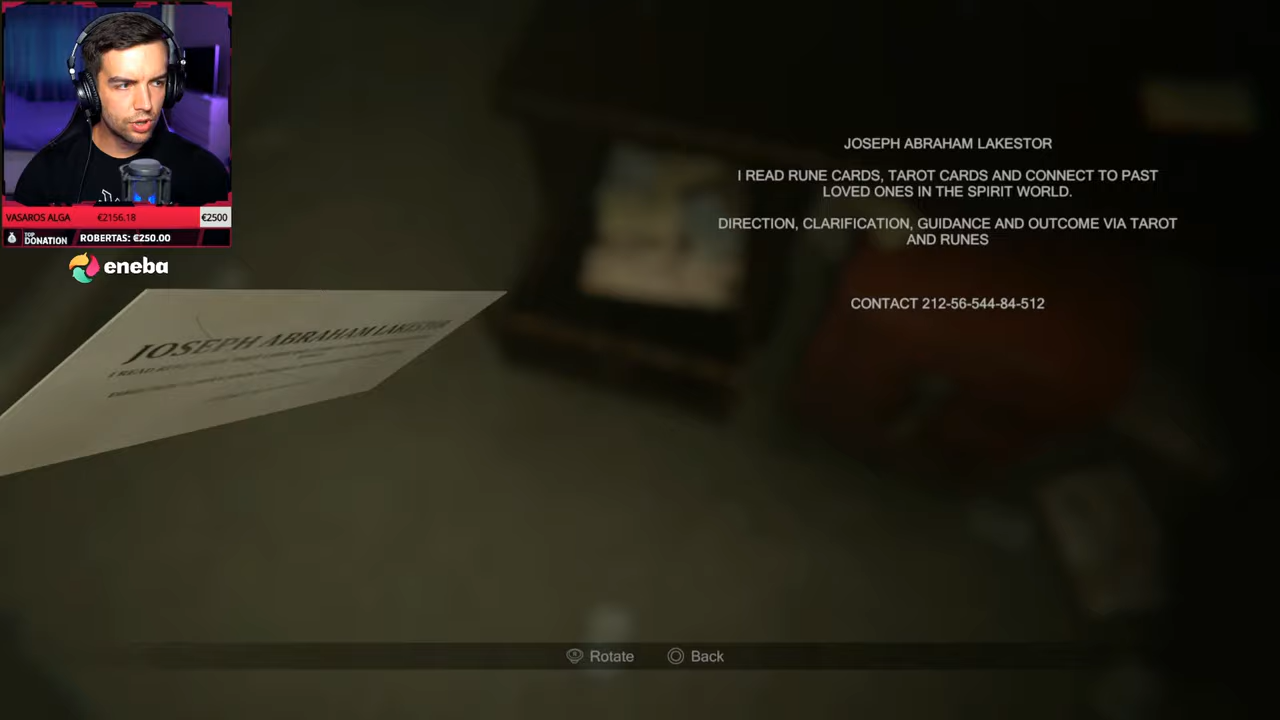 VASAROS ALGA €2156.18 €2500
TOP DONATION ROBERTAS: €250.00
eneba
JOSEPH ABRAHAM LAKESTOR
I READ RUNE CARDS, TAROT CARDS AND CONNECT TO PAST
LOVED ONES IN THE SPIRIT WORLD.
DIRECTION, CLARIFICATION, GUIDANCE AND OUTCOME VIA TAROT
AND RUNES
CONTACT 212-56-544-84-512
JOSEPH ABRAHAM LAKESTOR
Rotate Back